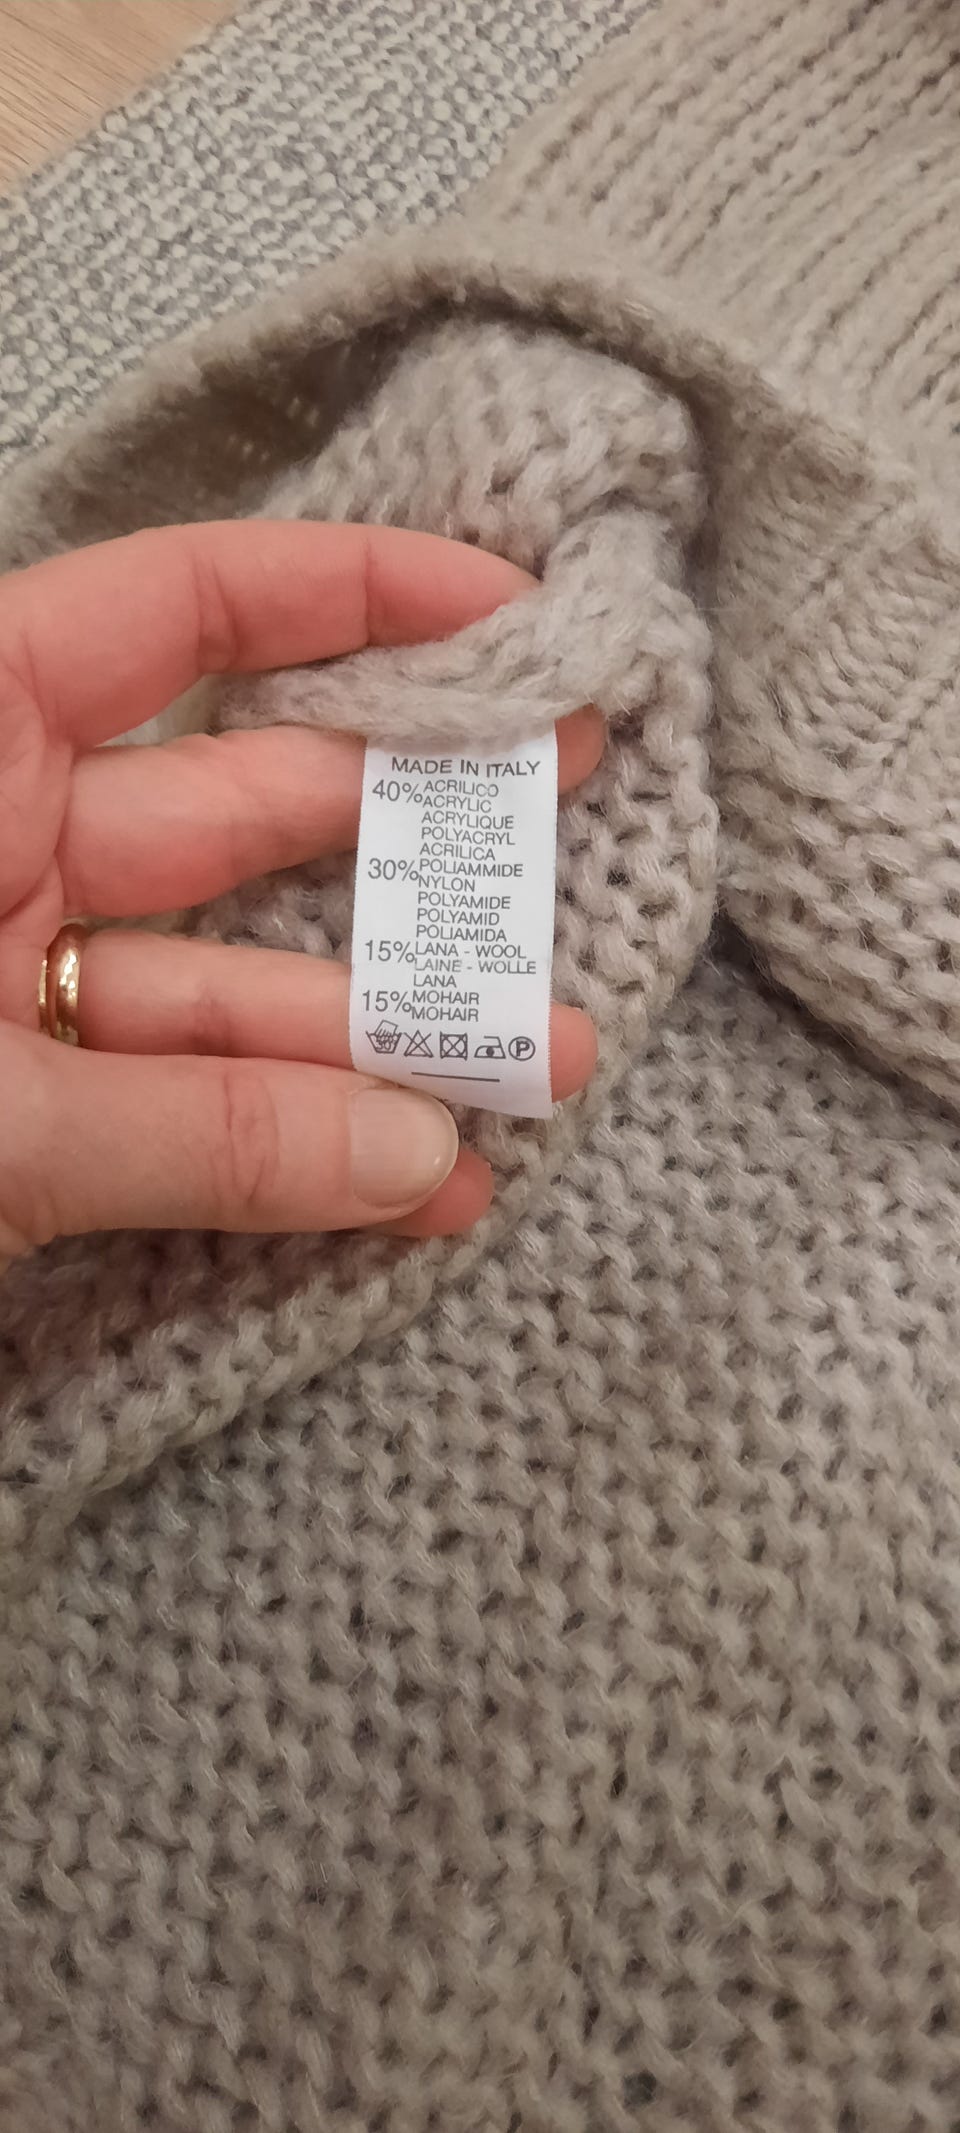 MADE IN ITALY
40% ACRILICO
ACRYLIC
ACRYLIQUE
POLYACRYL
ACRILICA
30% POLIAMMIDE
NYLON
POLYAMIDE
POLYAMID
POLIAMIDA
15% LANA - WOOL
LAINE - WOLLE
LANA
15% MOHAIR
MOHAIR
30° P